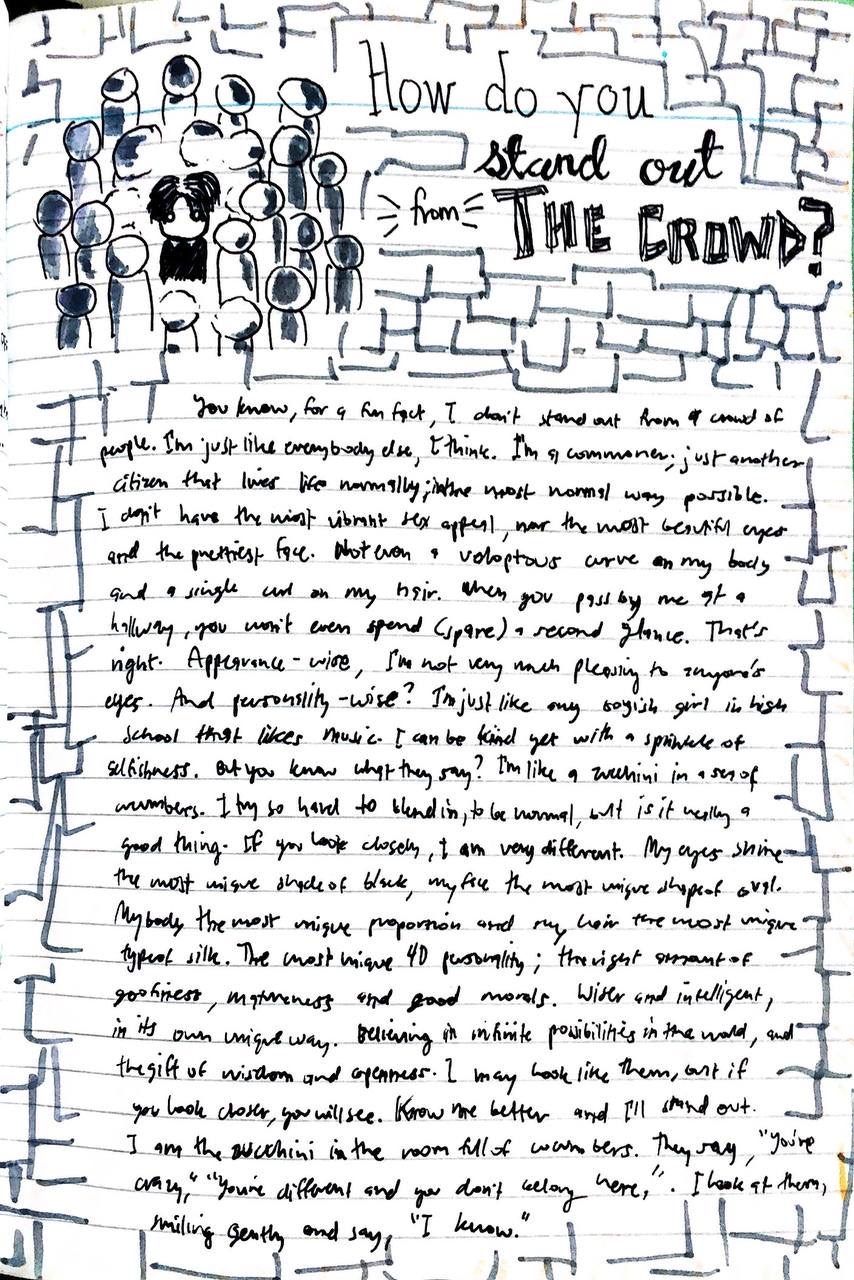 How do you
stand out
from THE CROWD?
You know, for a fun fact, I don't stand out from a crowd of
people. I'm just like everybody else, I think. I'm a commoner; just another
citizen that lives life normally; in the most normal way possible.
I don't have the most vibrant sex appeal, nor the most beautiful eyes
and the prettiest face. Not even a voloptous curve on my body
and a single curl on my hair. When you pass by me at a
hallway, you won't even spend (spare) a second glance. That's
right. Appearance-wise, I'm not very much pleasing to anyone's
eyes. And personality-wise? I'm just like any boyish girl in high
school that likes music. I can be kind yet with a sprinkle of
selfishness. But you know what they say? I'm like a zucchini in a sea of
cucumbers. I try so hard to blend in, to be normal, but is it really a
good thing. If you look closely, I am very different. My eyes shine
the most unique shade of black, my face the most unique shape of oval.
My body the most unique proportion and my hair the most unique
type of silk. The most unique 4D personality; the right amount of
goofiness, matureness and good morals. Wiser and intelligent,
in its own unique way. Believing in infinite possibilities in the world, and
the gift of wisdom and openness. I may look like them, but if
you look closer, you will see. Know me better and I'll stand out.
I am the zucchini in the room full of cucumbers. They say, "You're
crazy," "You're different and you don't belong here,". I look at them,
smiling gently and say, "I know."